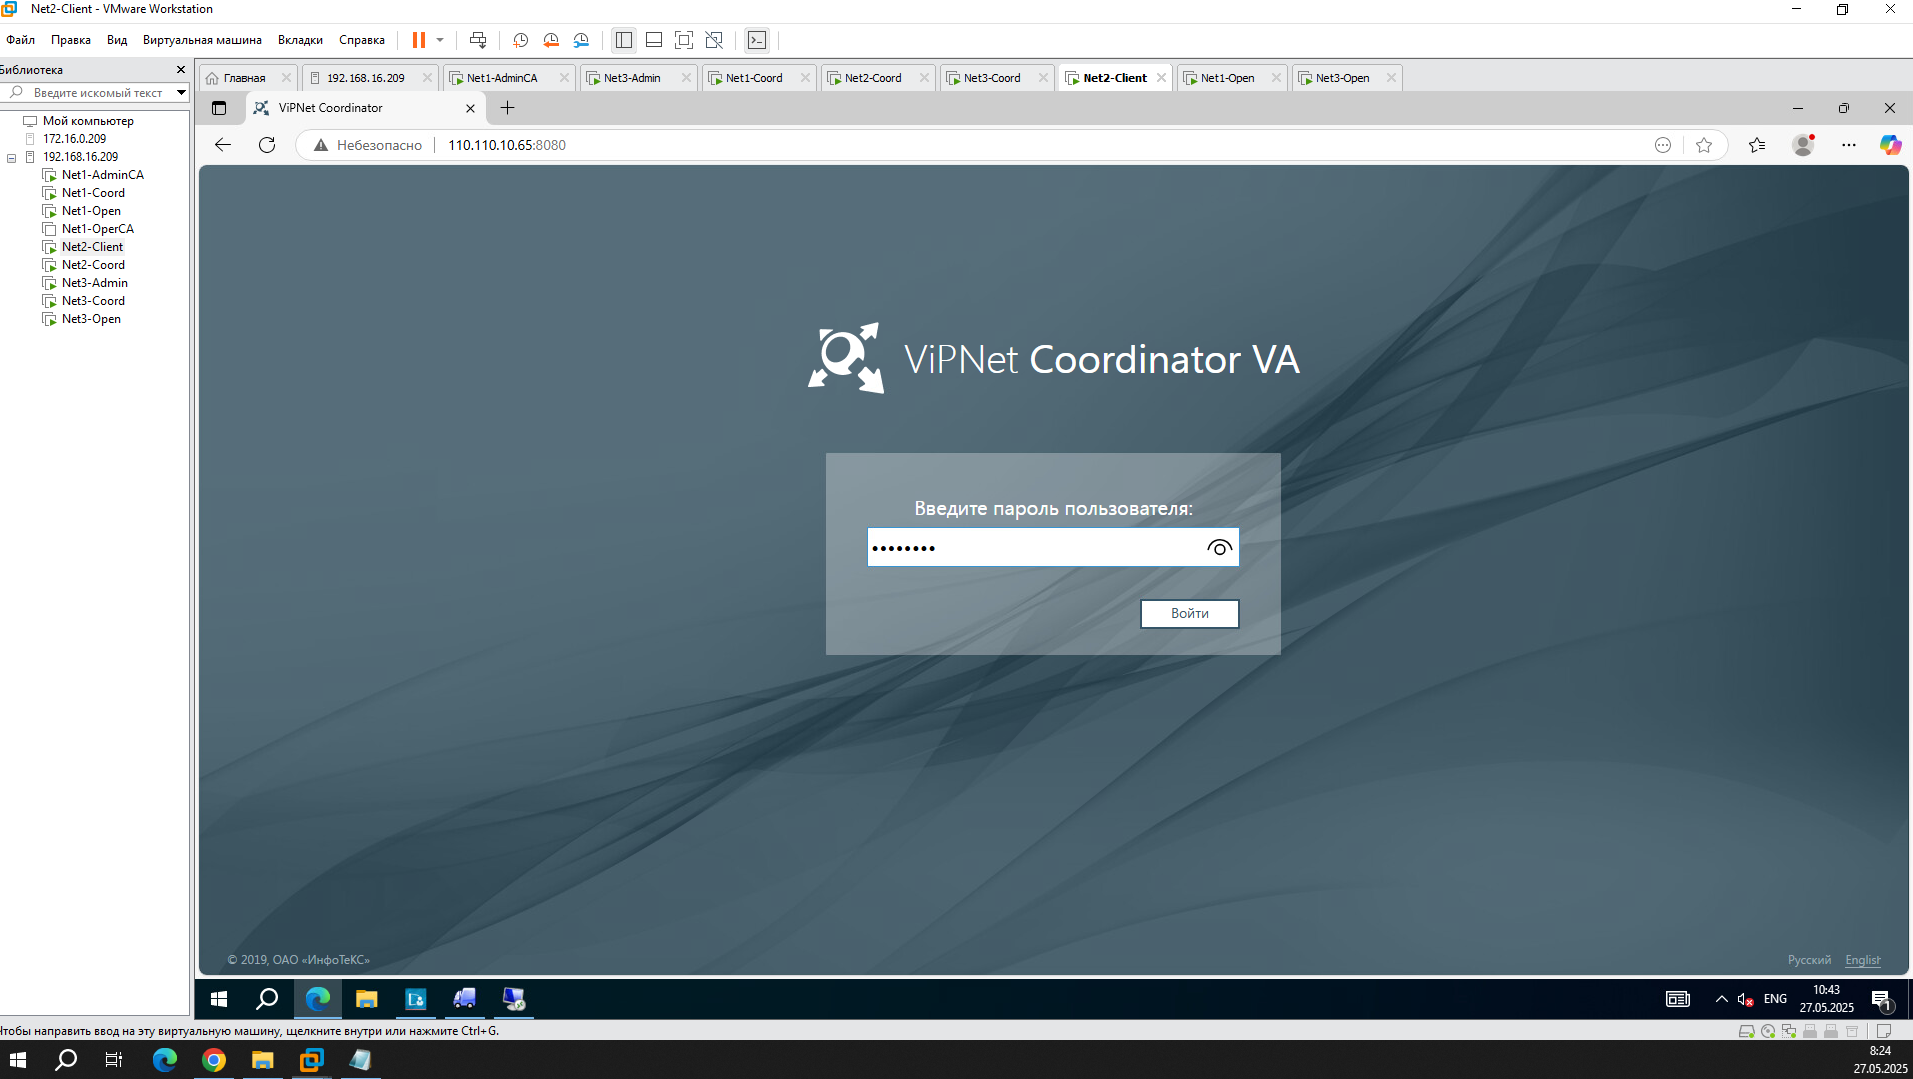 Net2-Client - VMware Workstation
Файл Правка Вид Виртуальная машина Вкладки Справка
Библиотека
Введите искомый текст
Мой компьютер
172.16.0.209
192.168.16.209
Net1-AdminCA
Net1-Coord
Net1-Open
Net1-OperCA
Net2-Client
Net2-Coord
Net3-Admin
Net3-Coord
Net3-Open
Главная 192.168.16.209 Net1-AdminCA Net3-Admin Net1-Coord Net2-Coord Net3-Coord Net2-Client Net1-Open Net3-Open
ViPNet Coordinator
Небезопасно 110.110.10.65:8080
ViPNet Coordinator VA
Введите пароль пользователя:
Войти
© 2019, ОАО «ИнфоТеКС»
Русский English
ENG
10:43
27.05.2025
1
Чтобы направить ввод на эту виртуальную машину, щелкните внутри или нажмите Ctrl+G.
8:24
27.05.2025